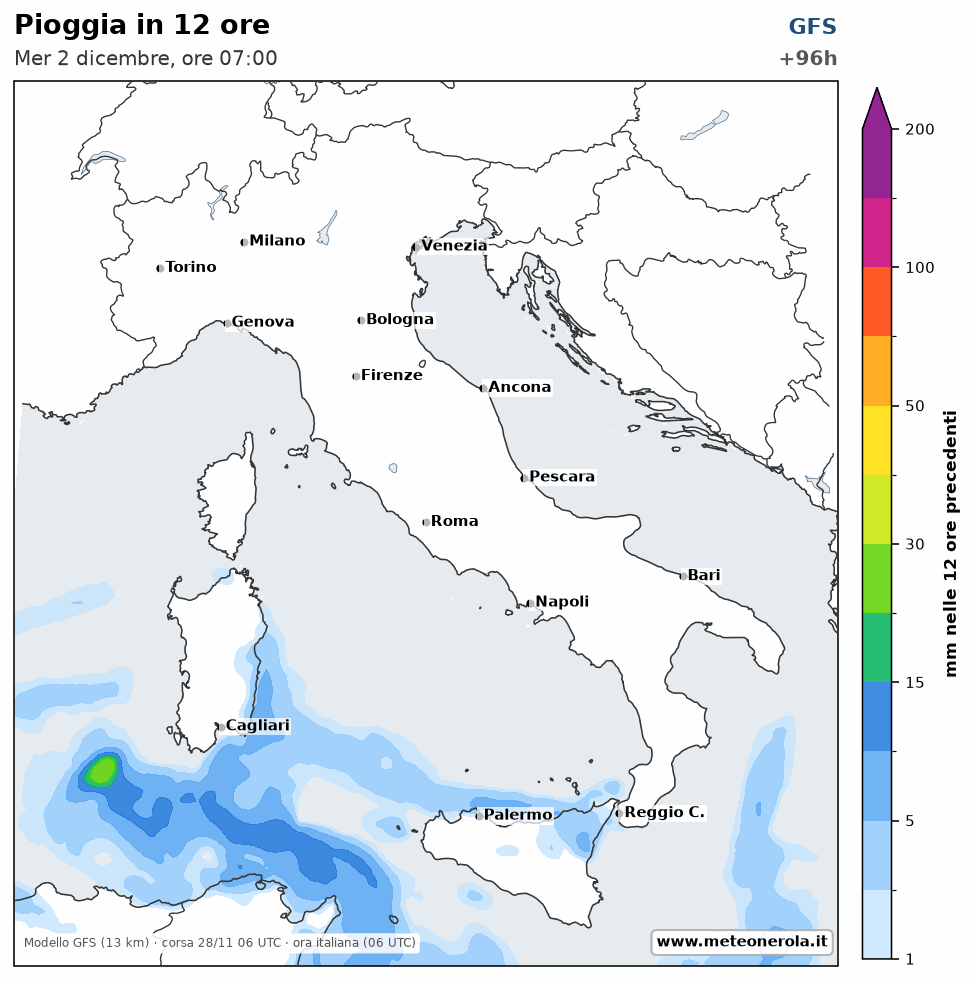 Pioggia in 12 ore
GFS
Mer 2 dicembre, ore 07:00
+96h
200
Milano
Venezia
Torino
100
Genova
Bologna
Firenze
Ancona
50
Pescara
Roma
30
Bari
Napoli
15
Cagliari
Palermo
Reggio C.
5
mm nelle 12 ore precedenti
Modello GFS (13 km) · corsa 28/11 06 UTC · ora italiana (06 UTC)
www.meteonerola.it
1